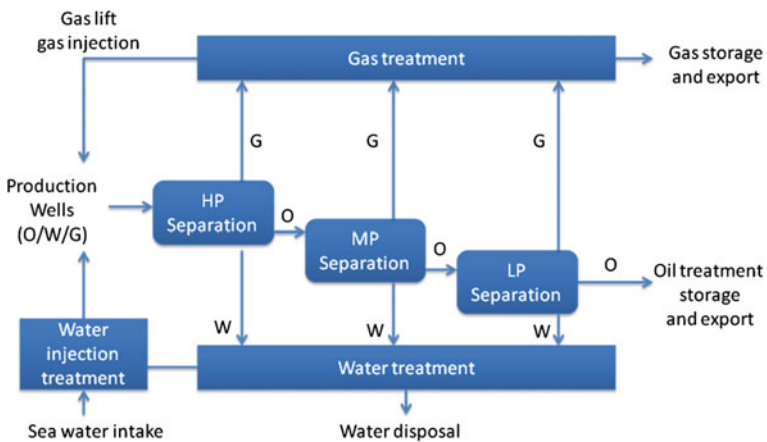 Gas lift
gas injection
Gas treatment
Gas storage
and export
G
G
G
Production
Wells
(O/W/G)
HP
Separation
O
MP
Separation
O
LP
Separation
O
Oil treatment
storage
and export
W
W
W
Water
injection
treatment
Water treatment
Sea water intake
Water disposal